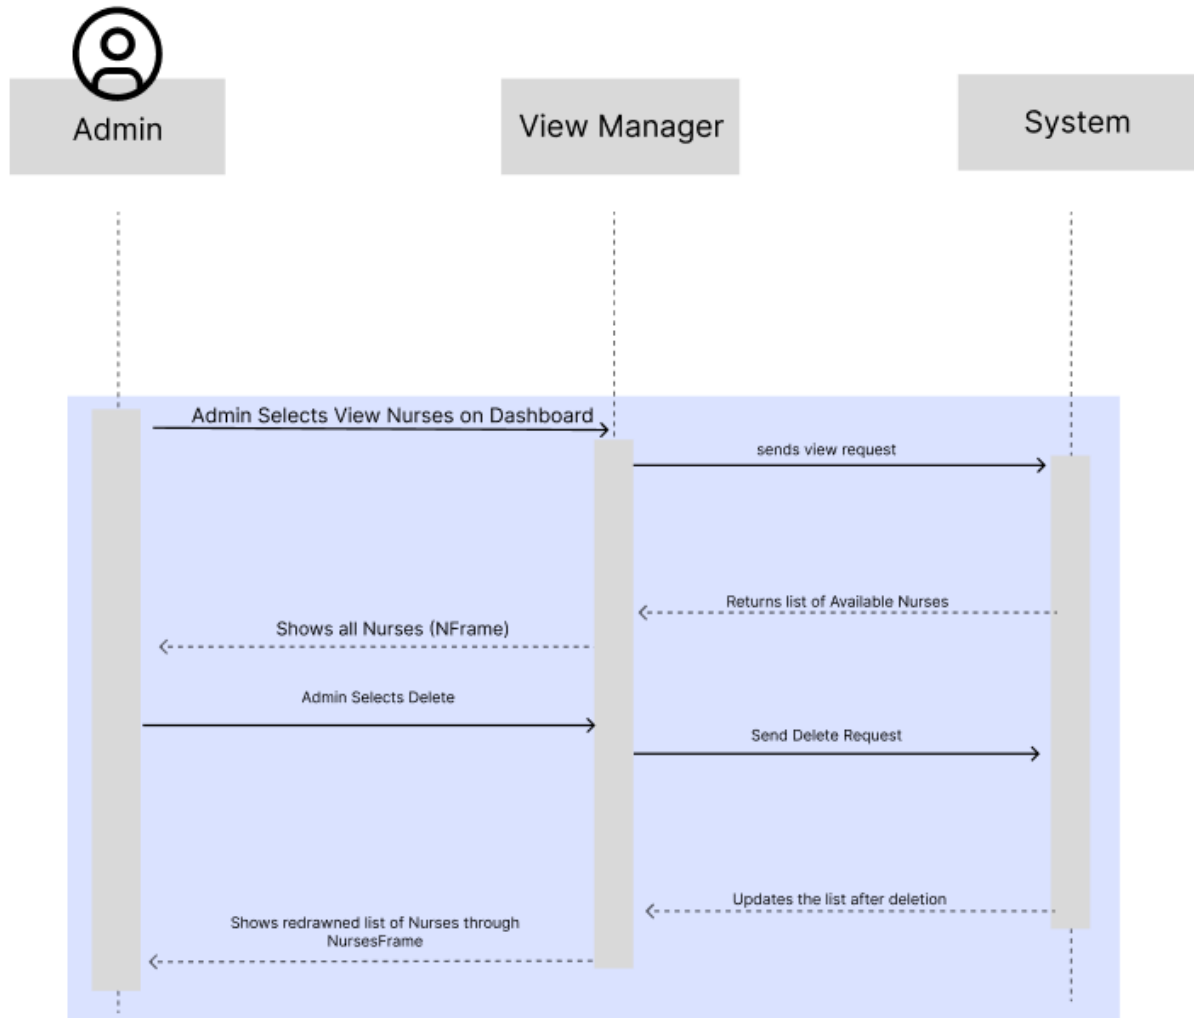 Admin
View Manager
System
Admin Selects View Nurses on Dashboard
sends view request
Returns list of Available Nurses
Shows all Nurses (NFrame)
Admin Selects Delete
Send Delete Request
Updates the list after deletion
Shows redrawned list of Nurses through
NursesFrame